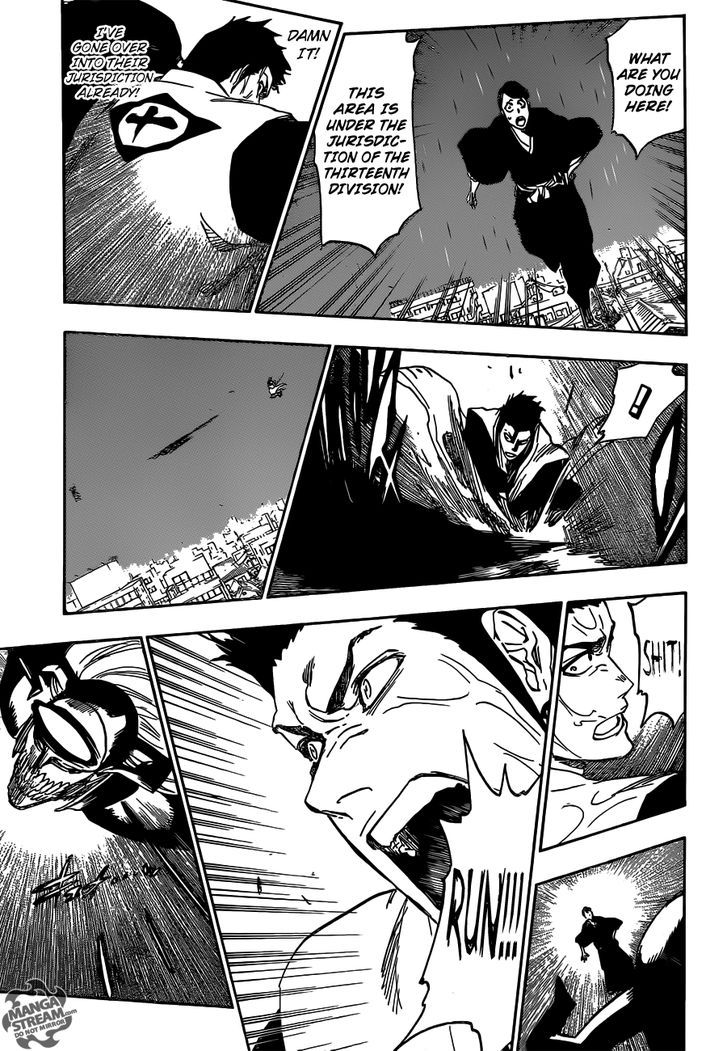 WHAT
ARE YOU
DOING
HERE!
THIS
AREA IS
UNDER THE
JURISDIC-
TION OF THE
THIRTEENTH
DIVISION!
DAMN
IT!
I'VE
GONE OVER
INTO THEIR
JURISDICTION
ALREADY!
十
!
SHIT!
RUN!!!!
MANGA
STREAM.com
DO NOT MIRROR!